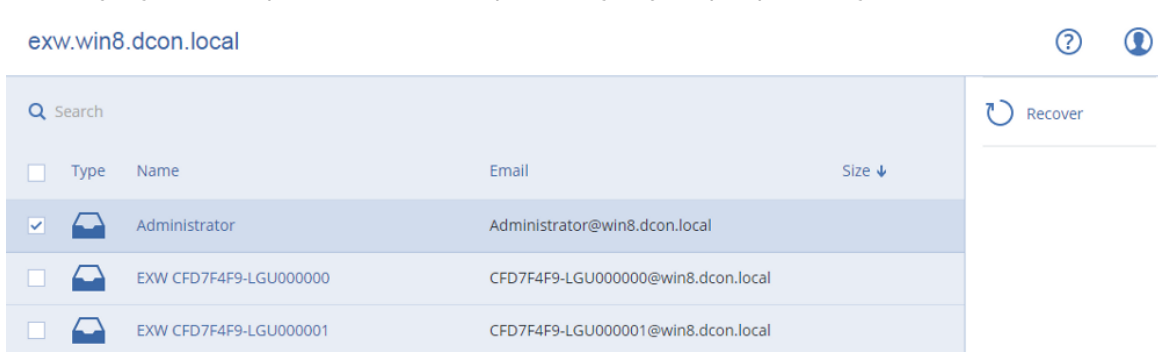 exw.win8.dcon.local
Search
Recover
Type Name Email Size
Administrator Administrator@win8.dcon.local
EXW CFD7F4F9-LGU000000 CFD7F4F9-LGU000000@win8.dcon.local
EXW CFD7F4F9-LGU000001 CFD7F4F9-LGU000001@win8.dcon.local